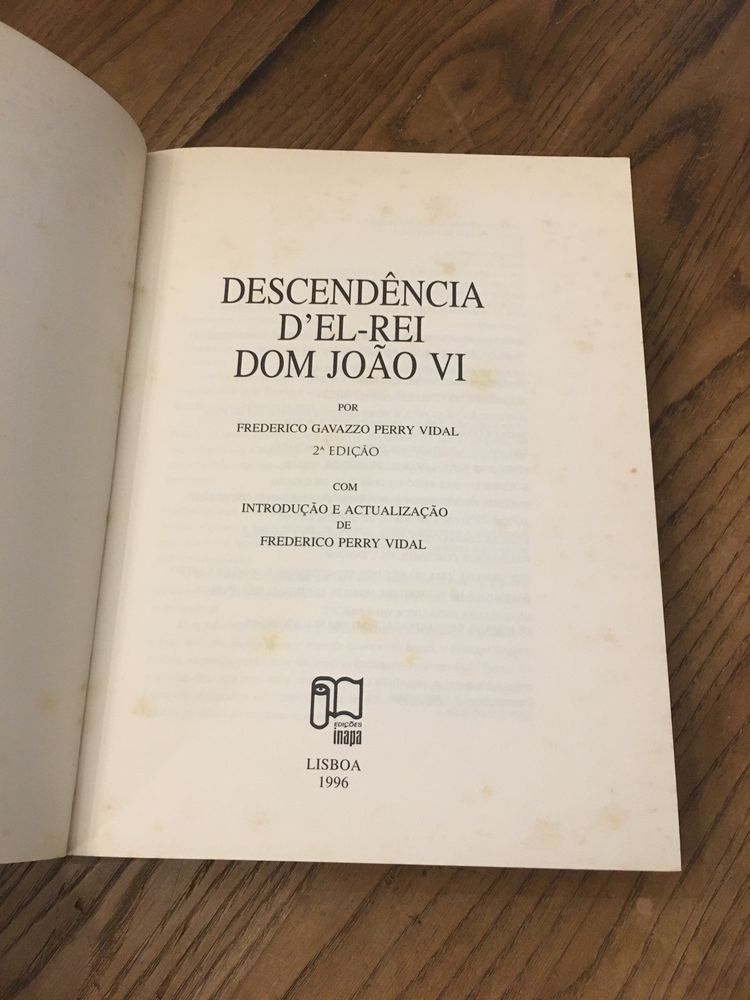 DESCENDÊNCIA
D'EL-REI
DOM JOÃO VI
POR
FREDERICO GAVAZZO PERRY VIDAL
2ª EDIÇÃO
COM
INTRODUÇÃO E ACTUALIZAÇÃO
DE
FREDERICO PERRY VIDAL
EDIÇÕES
inapa
LISBOA
1996